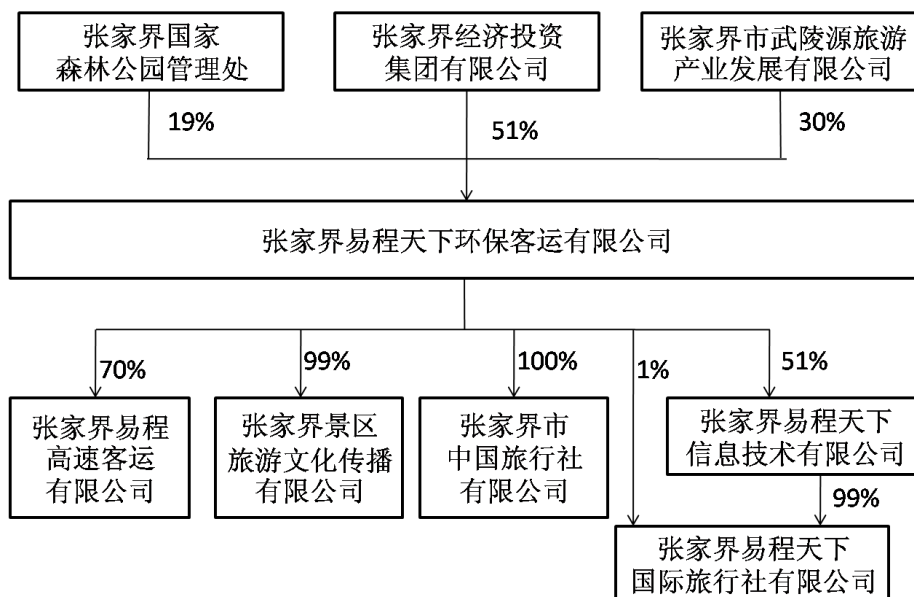 张家界国家
森林公园管理处
张家界经济投资
集团有限公司
张家界市武陵源旅游
产业发展有限公司
19%
51%
30%
张家界易程天下环保客运有限公司
70%
99%
100%
1%
51%
张家界易程
高速客运
有限公司
张家界景区
旅游文化传播
有限公司
张家界市
中国旅行社
有限公司
张家界易程天下
信息技术有限公司
99%
张家界易程天下
国际旅行社有限公司